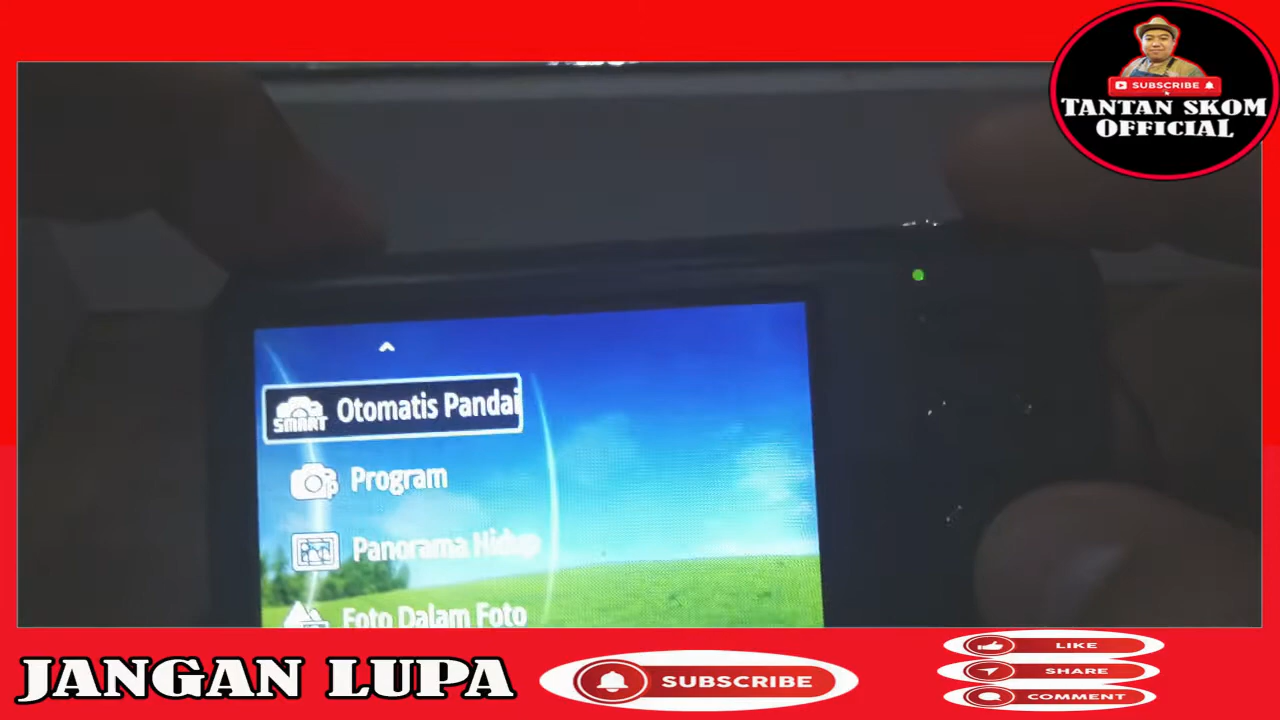 SUBSCRIBE
TANTAN SKOM
OFFICIAL
SMART
Otomatis Pandai
Program
Panorama Hidup
Foto Dalam Foto
JANGAN LUPA
SUBSCRIBE
LIKE
SHARE
COMMENT